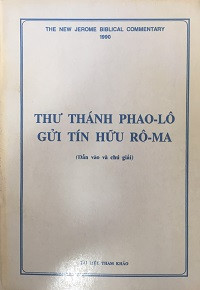 THE NEW JEROME BIBLICAL COMMENTARY
1990
THƯ THÁNH PHAO-LÔ
GỬI TÍN HỮU RÔ-MA
(Dẫn vào và chú giải)
TÀI LIỆU THAM KHẢO